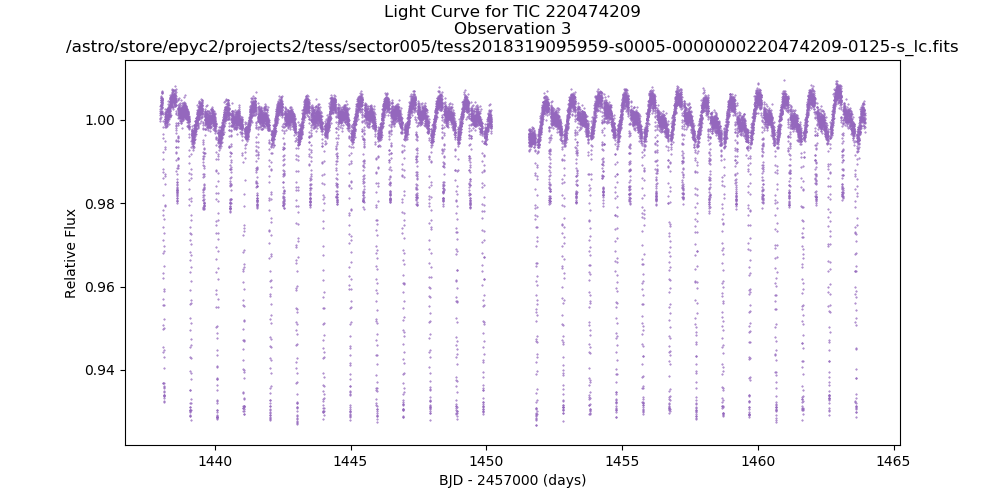 Light Curve for TIC 220474209
Observation 3
/astro/store/epyc2/projects2/tess/sector005/tess2018319095959-s0005-0000000220474209-0125-s_lc.fits
1.00
0.98
0.96
0.94
Relative Flux
1440
1445
1450
1455
1460
1465
BJD - 2457000 (days)